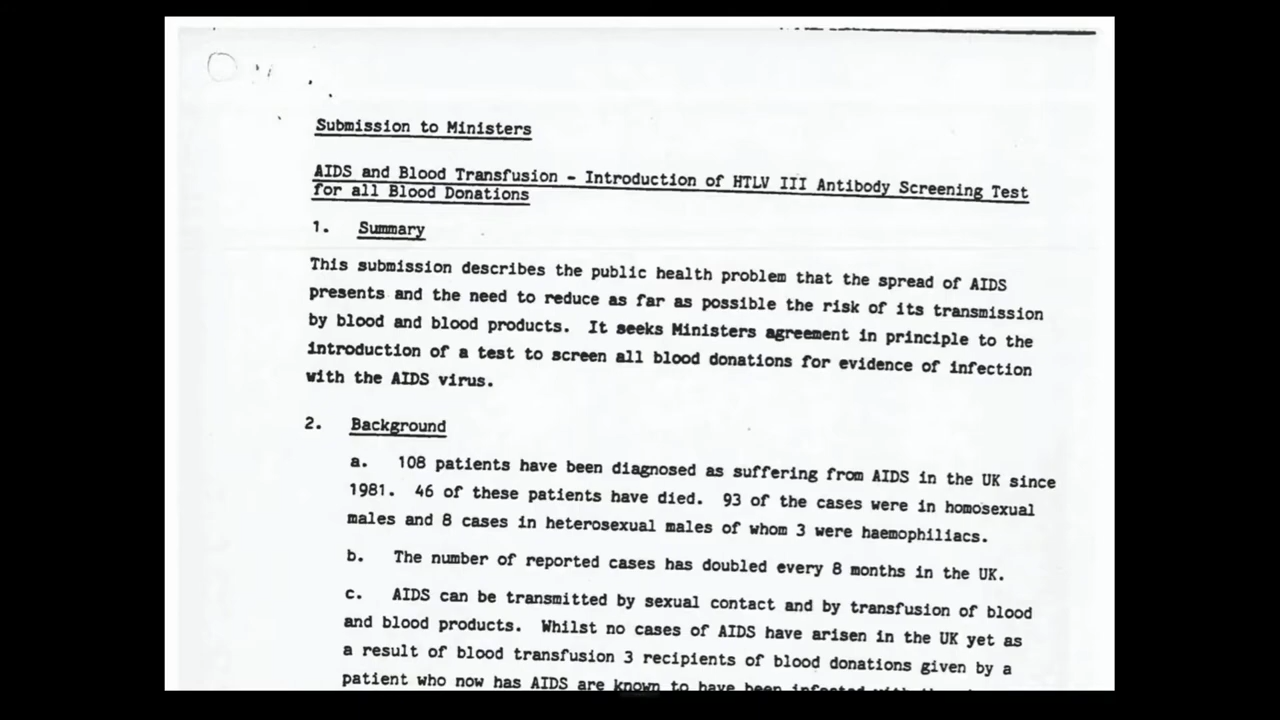 Submission to Ministers
AIDS and Blood Transfusion - Introduction of HTLV III Antibody Screening Test
for all Blood Donations
1. Summary
This submission describes the public health problem that the spread of AIDS
presents and the need to reduce as far as possible the risk of its transmission
by blood and blood products. It seeks Ministers agreement in principle to the
introduction of a test to screen all blood donations for evidence of infection
with the AIDS virus.
2. Background
a. 108 patients have been diagnosed as suffering from AIDS in the UK since
1981. 46 of these patients have died. 93 of the cases were in homosexual
males and 8 cases in heterosexual males of whom 3 were haemophiliacs.
b. The number of reported cases has doubled every 8 months in the UK.
c. AIDS can be transmitted by sexual contact and by transfusion of blood
and blood products. Whilst no cases of AIDS have arisen in the UK yet as
a result of blood transfusion 3 recipients of blood donations given by a
patient who now has AIDS are known to have been infected with